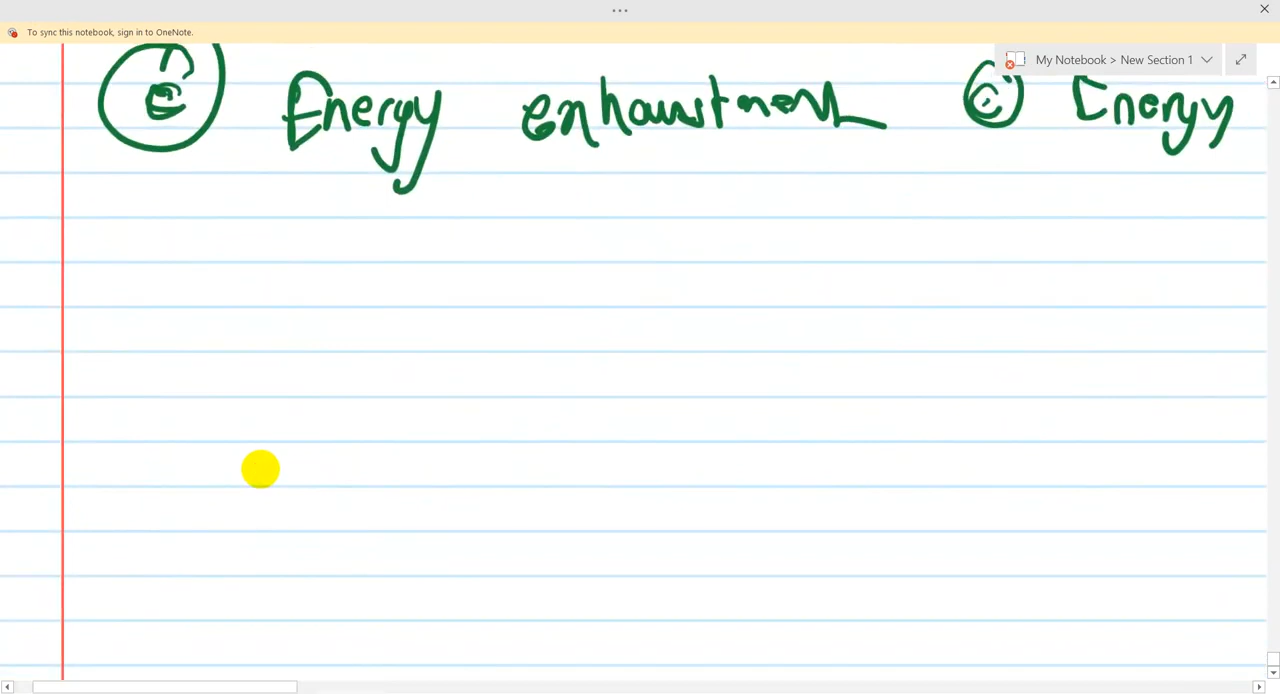 To sync this notebook, sign in to OneNote.
My Notebook > New Section 1
Energy enhaustment Energy